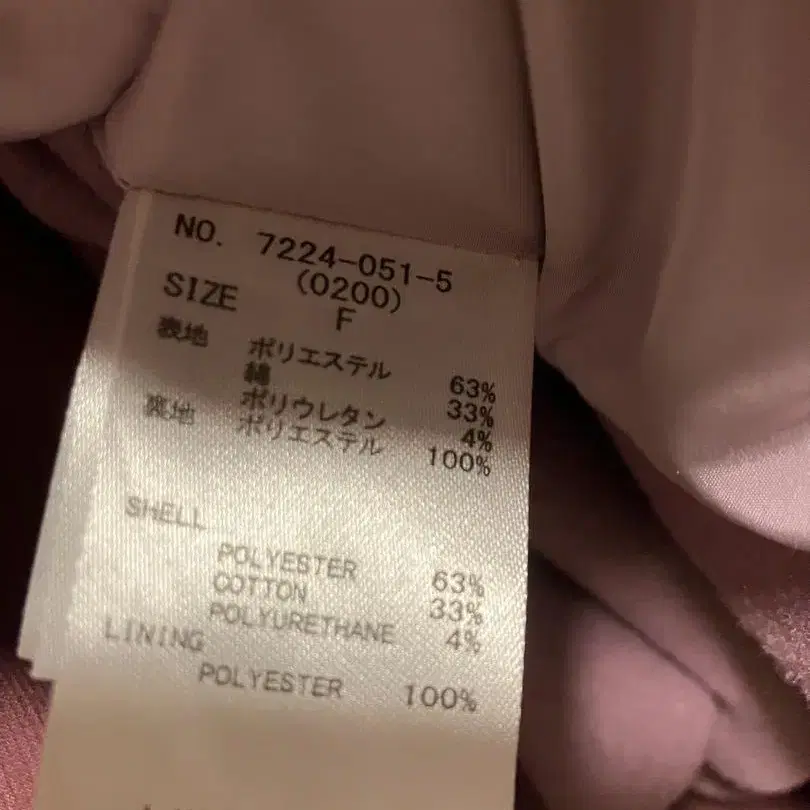 NO. 7224-051-5
(0200)
SIZE F
表地 ポリエステル 63%
綿 33%
ポリウレタン 4%
裏地 ポリエステル 100%
SHELL
POLYESTER 63%
COTTON 33%
POLYURETHANE 4%
LINING
POLYESTER 100%